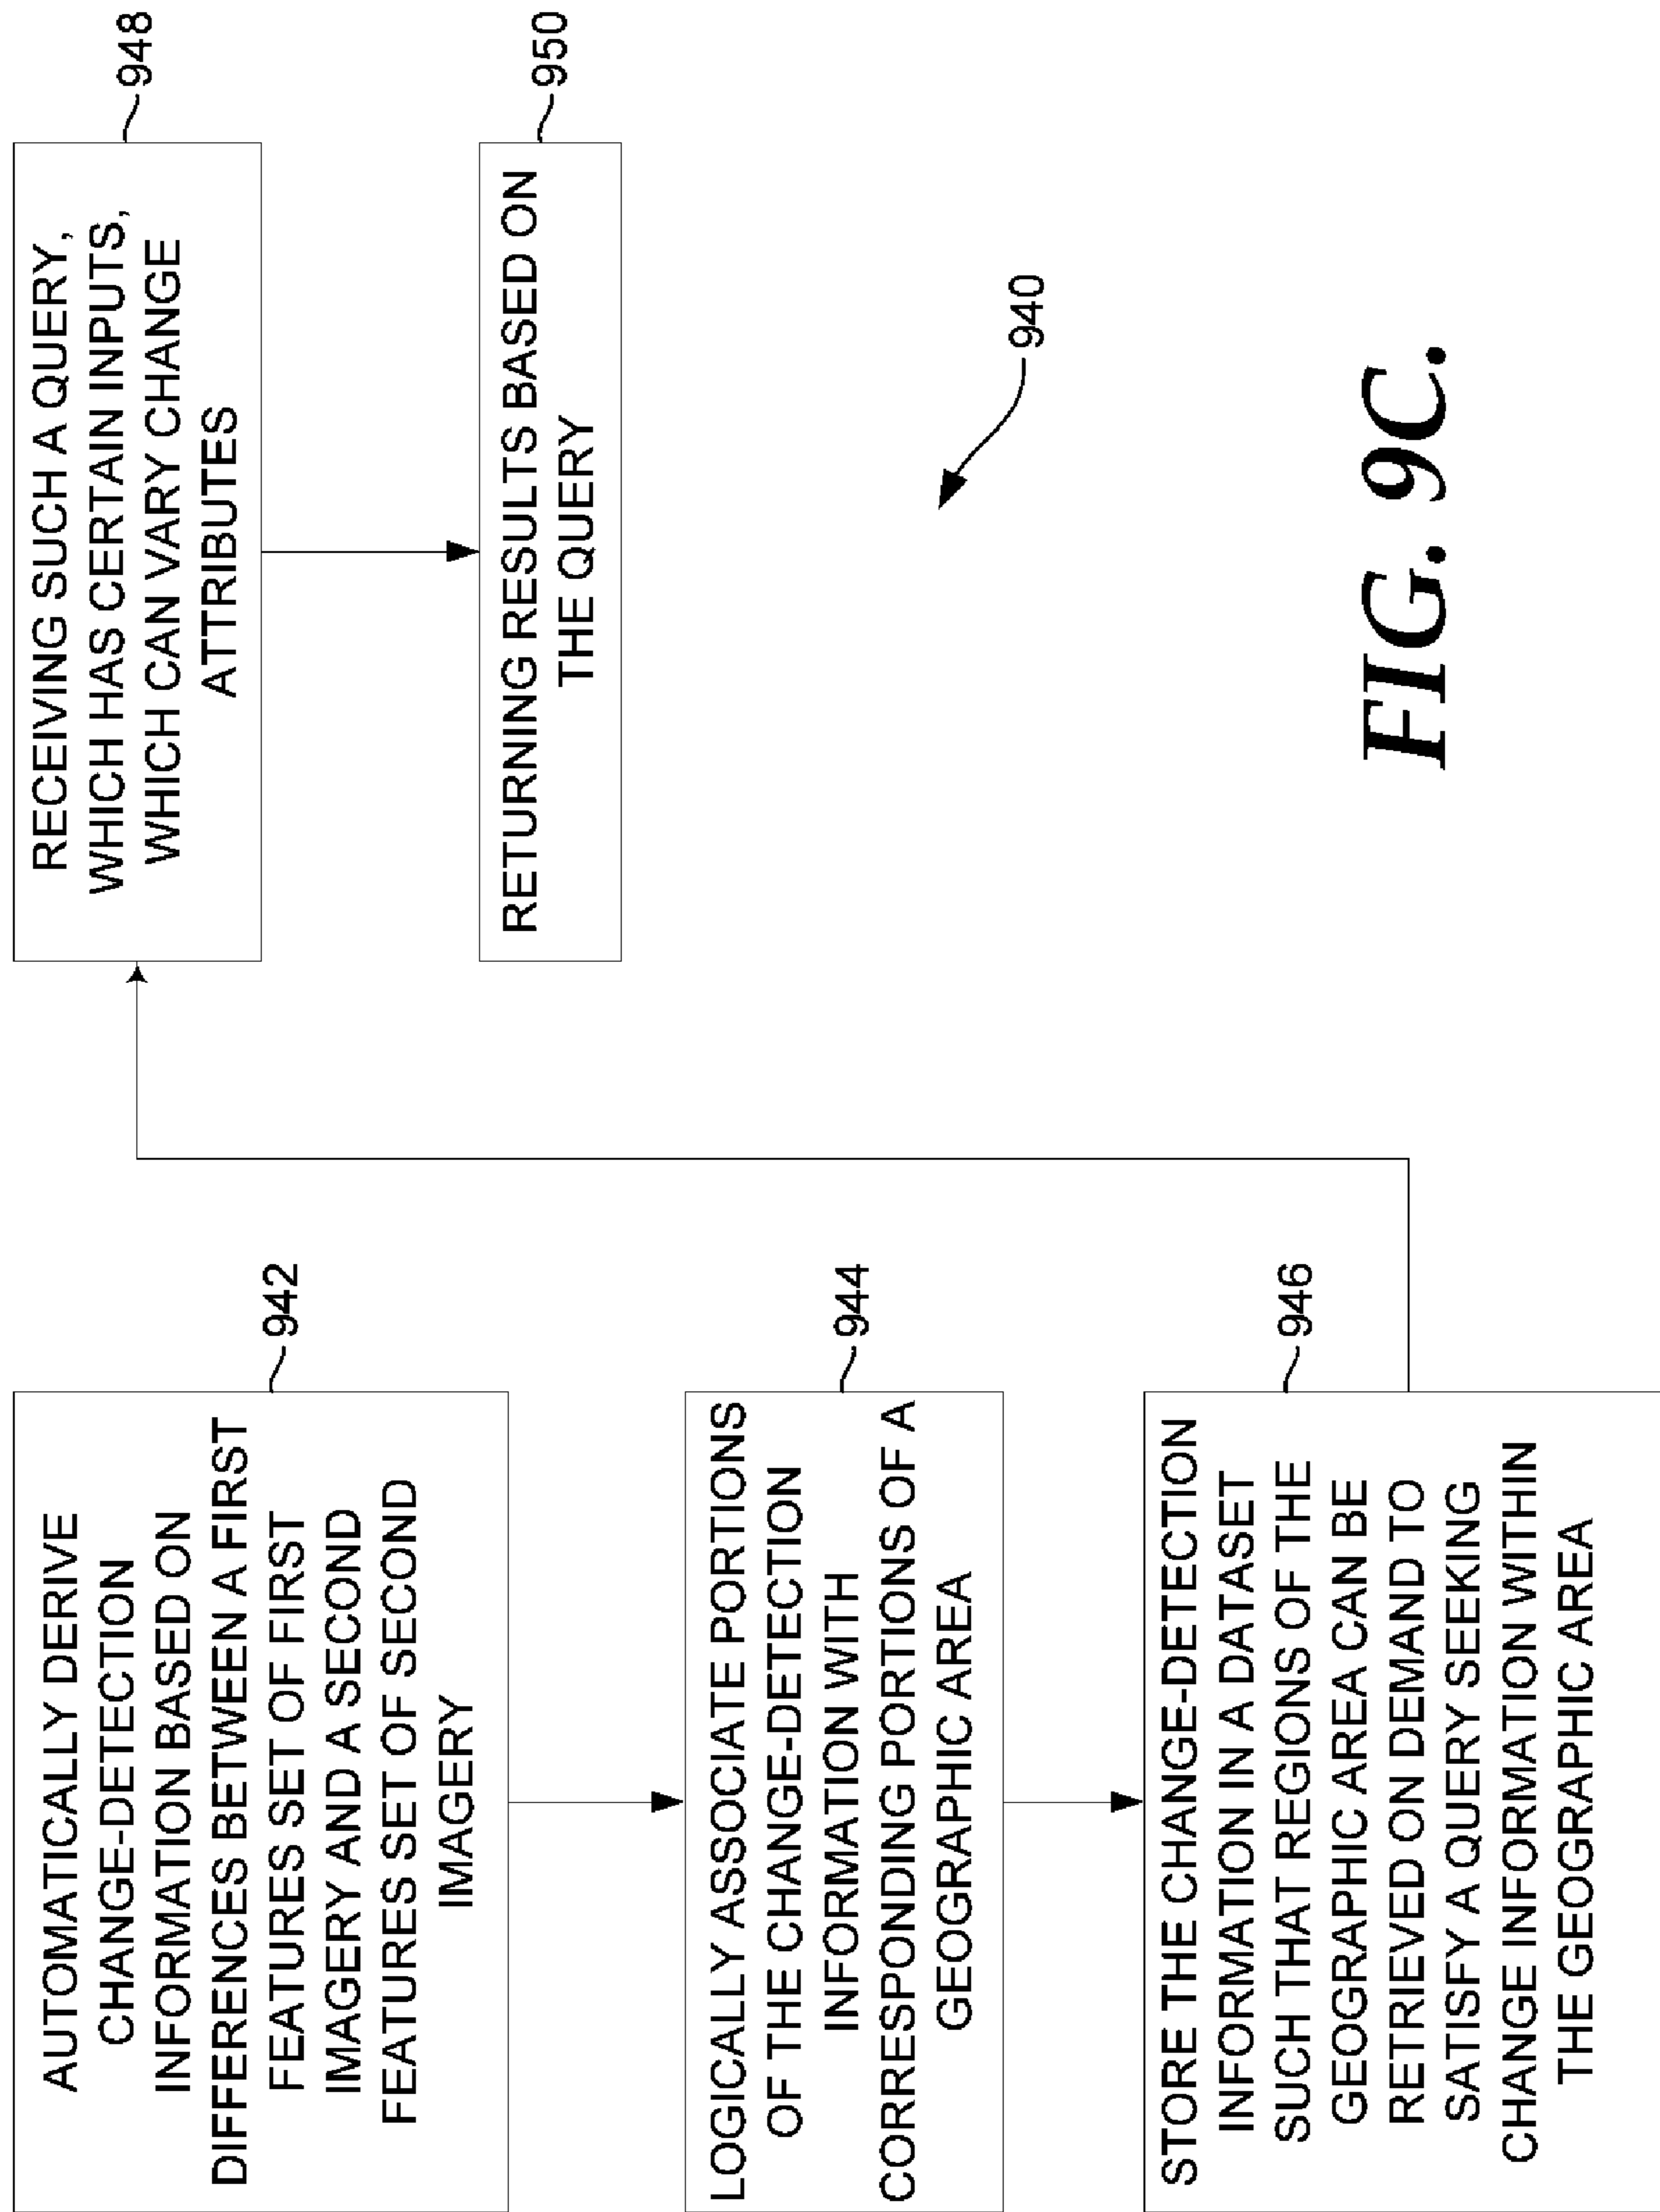 AUTOMATICALLY DERIVE
CHANGE-DETECTION
INFORMATION BASED ON
DIFFERENCES BETWEEN A FIRST
FEATURES SET OF FIRST
IMAGERY AND A SECOND
FEATURES SET OF SECOND
IMAGERY
942
LOGICALLY ASSOCIATE PORTIONS
OF THE CHANGE-DETECTION
INFORMATION WITH
CORRESPONDING PORTIONS OF A
GEOGRAPHIC AREA
944
STORE THE CHANGE-DETECTION
INFORMATION IN A DATASET
SUCH THAT REGIONS OF THE
GEOGRAPHIC AREA CAN BE
RETRIEVED ON DEMAND TO
SATISFY A QUERY SEEKING
CHANGE INFORMATION WITHIN
THE GEOGRAPHIC AREA
946
RECEIVING SUCH A QUERY,
WHICH HAS CERTAIN INPUTS,
WHICH CAN VARY CHANGE
ATTRIBUTES
948
RETURNING RESULTS BASED ON
THE QUERY
950
940
FIG. 9C.